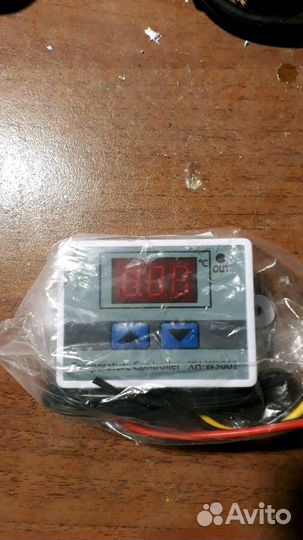 °C
OUT
Temperature Controller XH-W3001
Avito